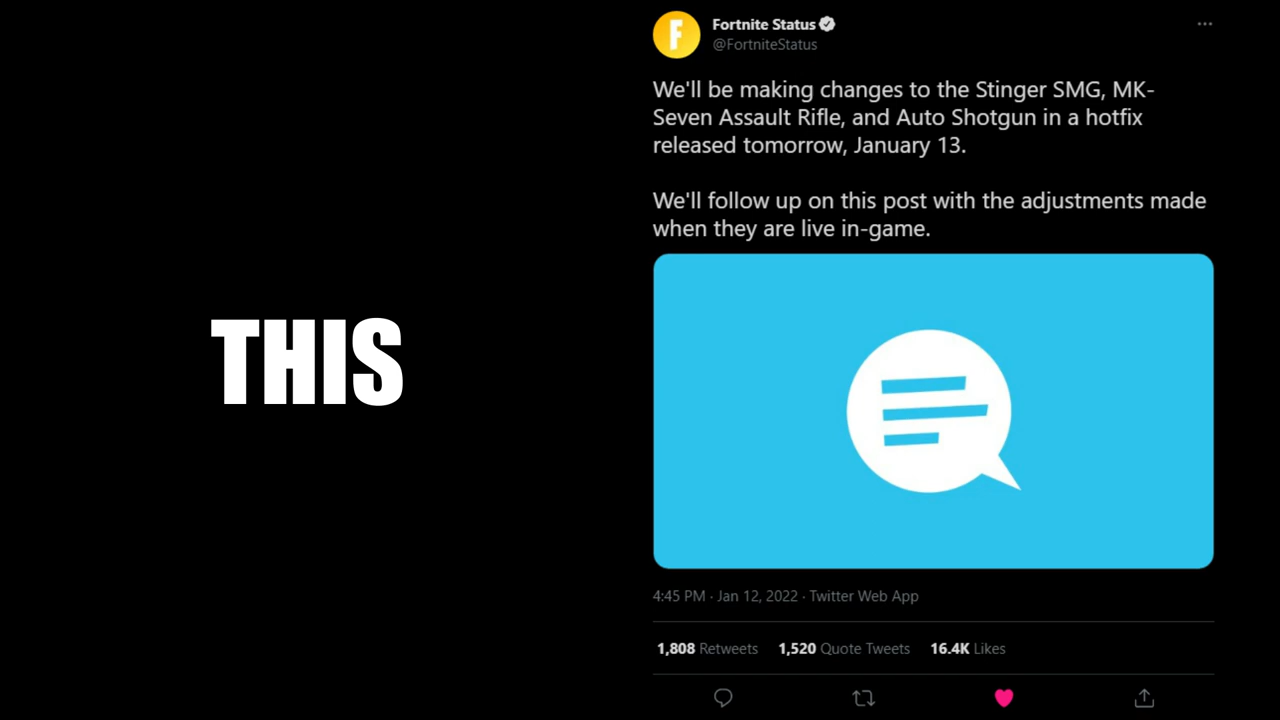 THIS
Fortnite Status
@FortniteStatus
We'll be making changes to the Stinger SMG, MK-
Seven Assault Rifle, and Auto Shotgun in a hotfix
released tomorrow, January 13.
We'll follow up on this post with the adjustments made
when they are live in-game.
4:45 PM · Jan 12, 2022 · Twitter Web App
1,808 Retweets 1,520 Quote Tweets 16.4K Likes